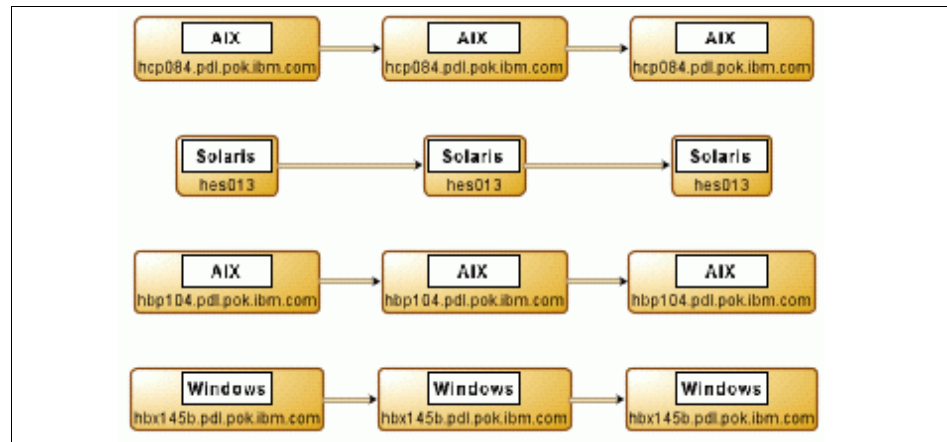 AIX AIX AIX
hcp084.pdl.pok.ibm.com hcp084.pdl.pok.ibm.com hcp084.pdl.pok.ibm.com
Solaris Solaris Solaris
hes013 hes013 hes013
AIX AIX AIX
hbp104.pdl.pok.ibm.com hbp104.pdl.pok.ibm.com hbp104.pdl.pok.ibm.com
Windows Windows Windows
hbx145b.pdl.pok.ibm.com hbx145b.pdl.pok.ibm.com hbx145b.pdl.pok.ibm.com